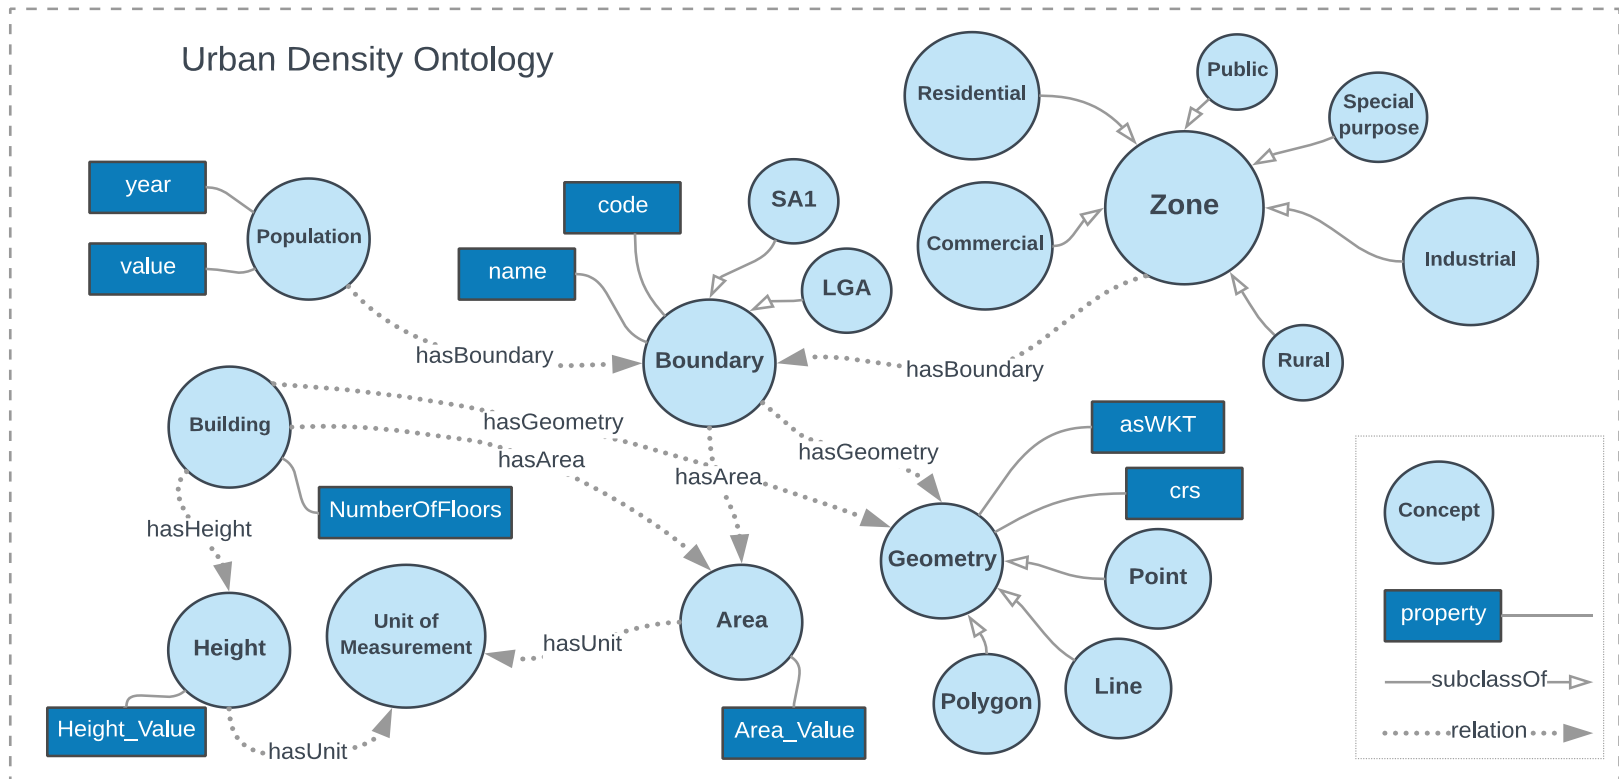 Urban Density Ontology
Residential
Public
Special
purpose
Zone
Commercial
Industrial
Rural
year
value
Population
code
name
SA1
LGA
Boundary
hasBoundary
hasBoundary
Building
hasGeometry
hasArea
hasArea
hasGeometry
NumberOfFloors
hasHeight
asWKT
crs
Geometry
Point
Line
Polygon
Height
Unit of
Measurement
Area
hasUnit
Height_Value
hasUnit
Area_Value
Concept
property
subclassOf
relation